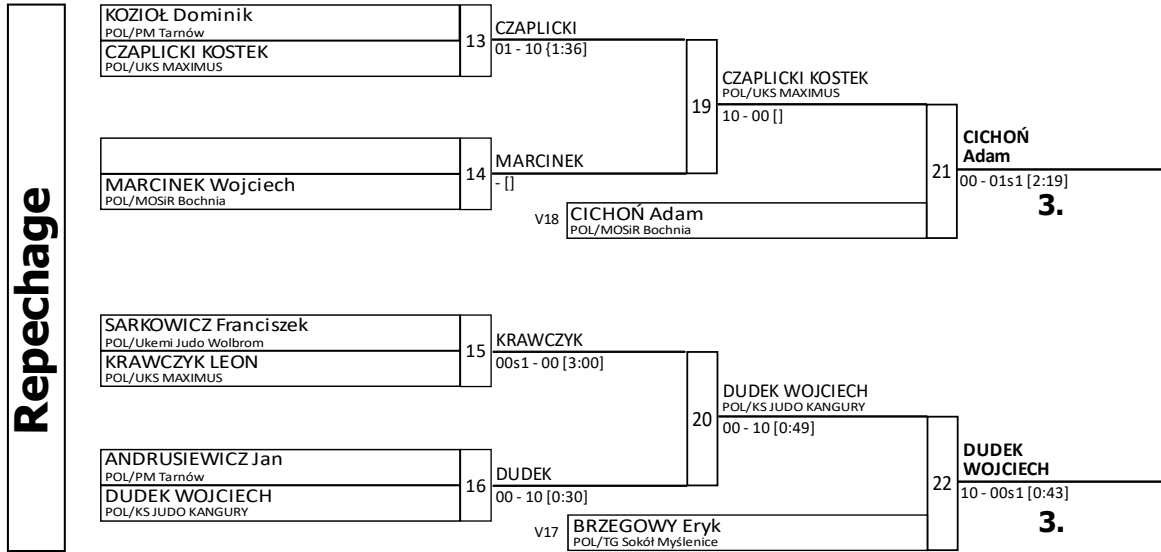 Repechage
KOZIOŁ Dominik
POL/PM Tarnów
CZAPLICKI KOSTEK
POL/UKS MAXIMUS
13
CZAPLICKI
01 - 10 {1:36]
19
CZAPLICKI KOSTEK
POL/UKS MAXIMUS
10 - 00 []
14
MARCINEK Wojciech
POL/MOSiR Bochnia
MARCINEK
- []
V18
CICHOŃ Adam
POL/MOSiR Bochnia
21
CICHOŃ
Adam
00 - 01s1 [2:19]
3.
SARKOWICZ Franciszek
POL/Ukemi Judo Wolbrom
KRAWCZYK LEON
POL/UKS MAXIMUS
15
KRAWCZYK
00s1 - 00 [3:00]
20
DUDEK WOJCIECH
POL/KS JUDO KANGURY
00 - 10 [0:49]
ANDRUSIEWICZ Jan
POL/PM Tarnów
DUDEK WOJCIECH
POL/KS JUDO KANGURY
16
DUDEK
00 - 10 [0:30]
V17
BRZEGOWY Eryk
POL/TG Sokół Myślenice
22
DUDEK
WOJCIECH
10 - 00s1 [0:43]
3.